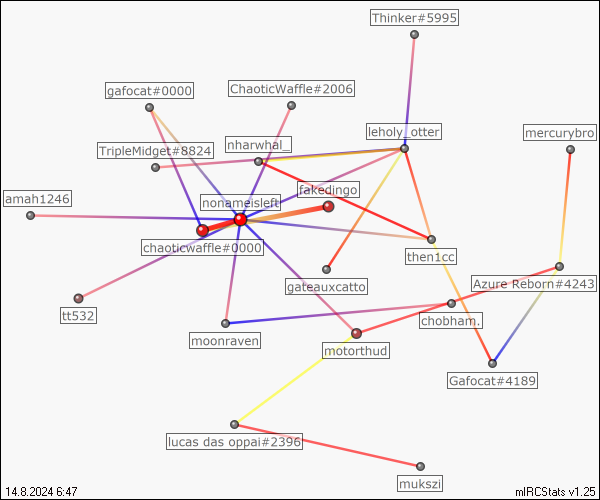 Thinker#5995
gafocat#0000
ChaoticWaffle#2006
leholy_otter
mercurybro
nharwhal_
TripleMidget#8824
fakedingo
amah1246
nonameisleft
chaoticwaffle#0000
then1cc
gateauxcatto
Azure Reborn#4243
tt532
chobham.
moonraven
motorthud
Gafocat#4189
lucas das oppai#2396
mukszi
14.8.2024 6:47
mIRCStats v1.25